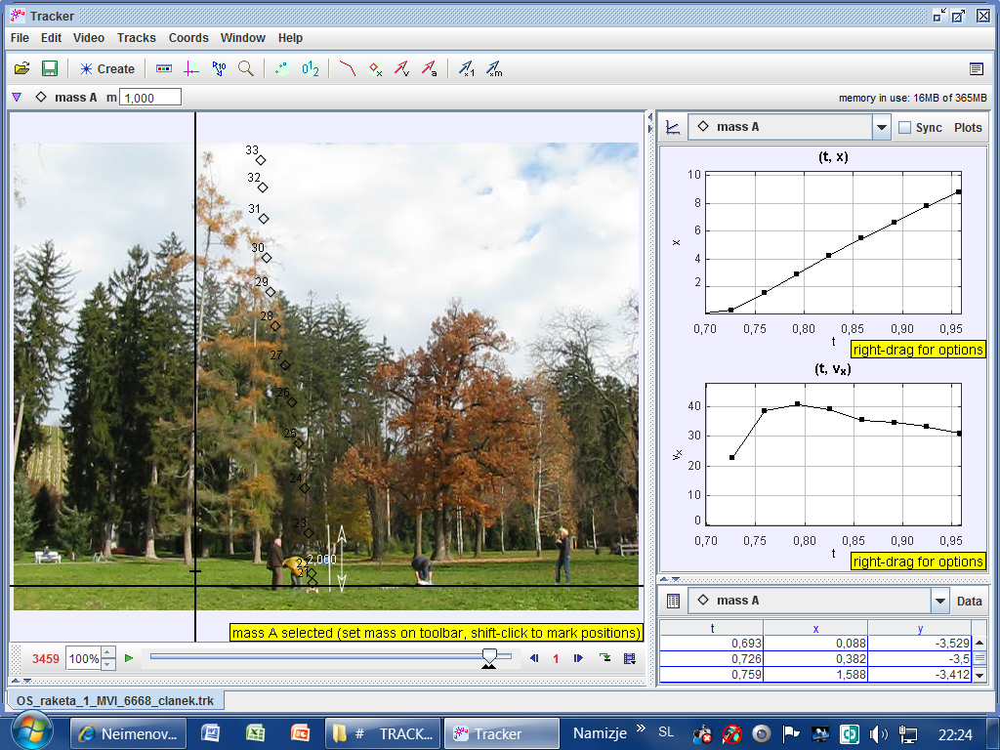 Tracker
File Edit Video Tracks Coords Window Help
Create
mass A m 1,000
memory in use: 16MB of 365MB
33
32
31
30
29
28
27
26
25
24
23
22
21
2,000
mass A selected (set mass on toolbar, shift-click to mark positions)
3459 100% 1
OS_raketa_1_MVI_6668_clanek.trk
mass A Sync Plots
(t, x)
10
8
6
4
2
x
0,70 0,75 0,80 0,85 0,90 0,95
t
right-drag for options
(t, vx)
40
30
20
10
0
vx
0,70 0,75 0,80 0,85 0,90 0,95
t
right-drag for options
mass A Data
t x y
0,693 0,088 -3,529
0,726 0,382 -3,5
0,759 1,588 -3,412
Neimenov... # TRACK... Tracker Namizje » SL 22:24